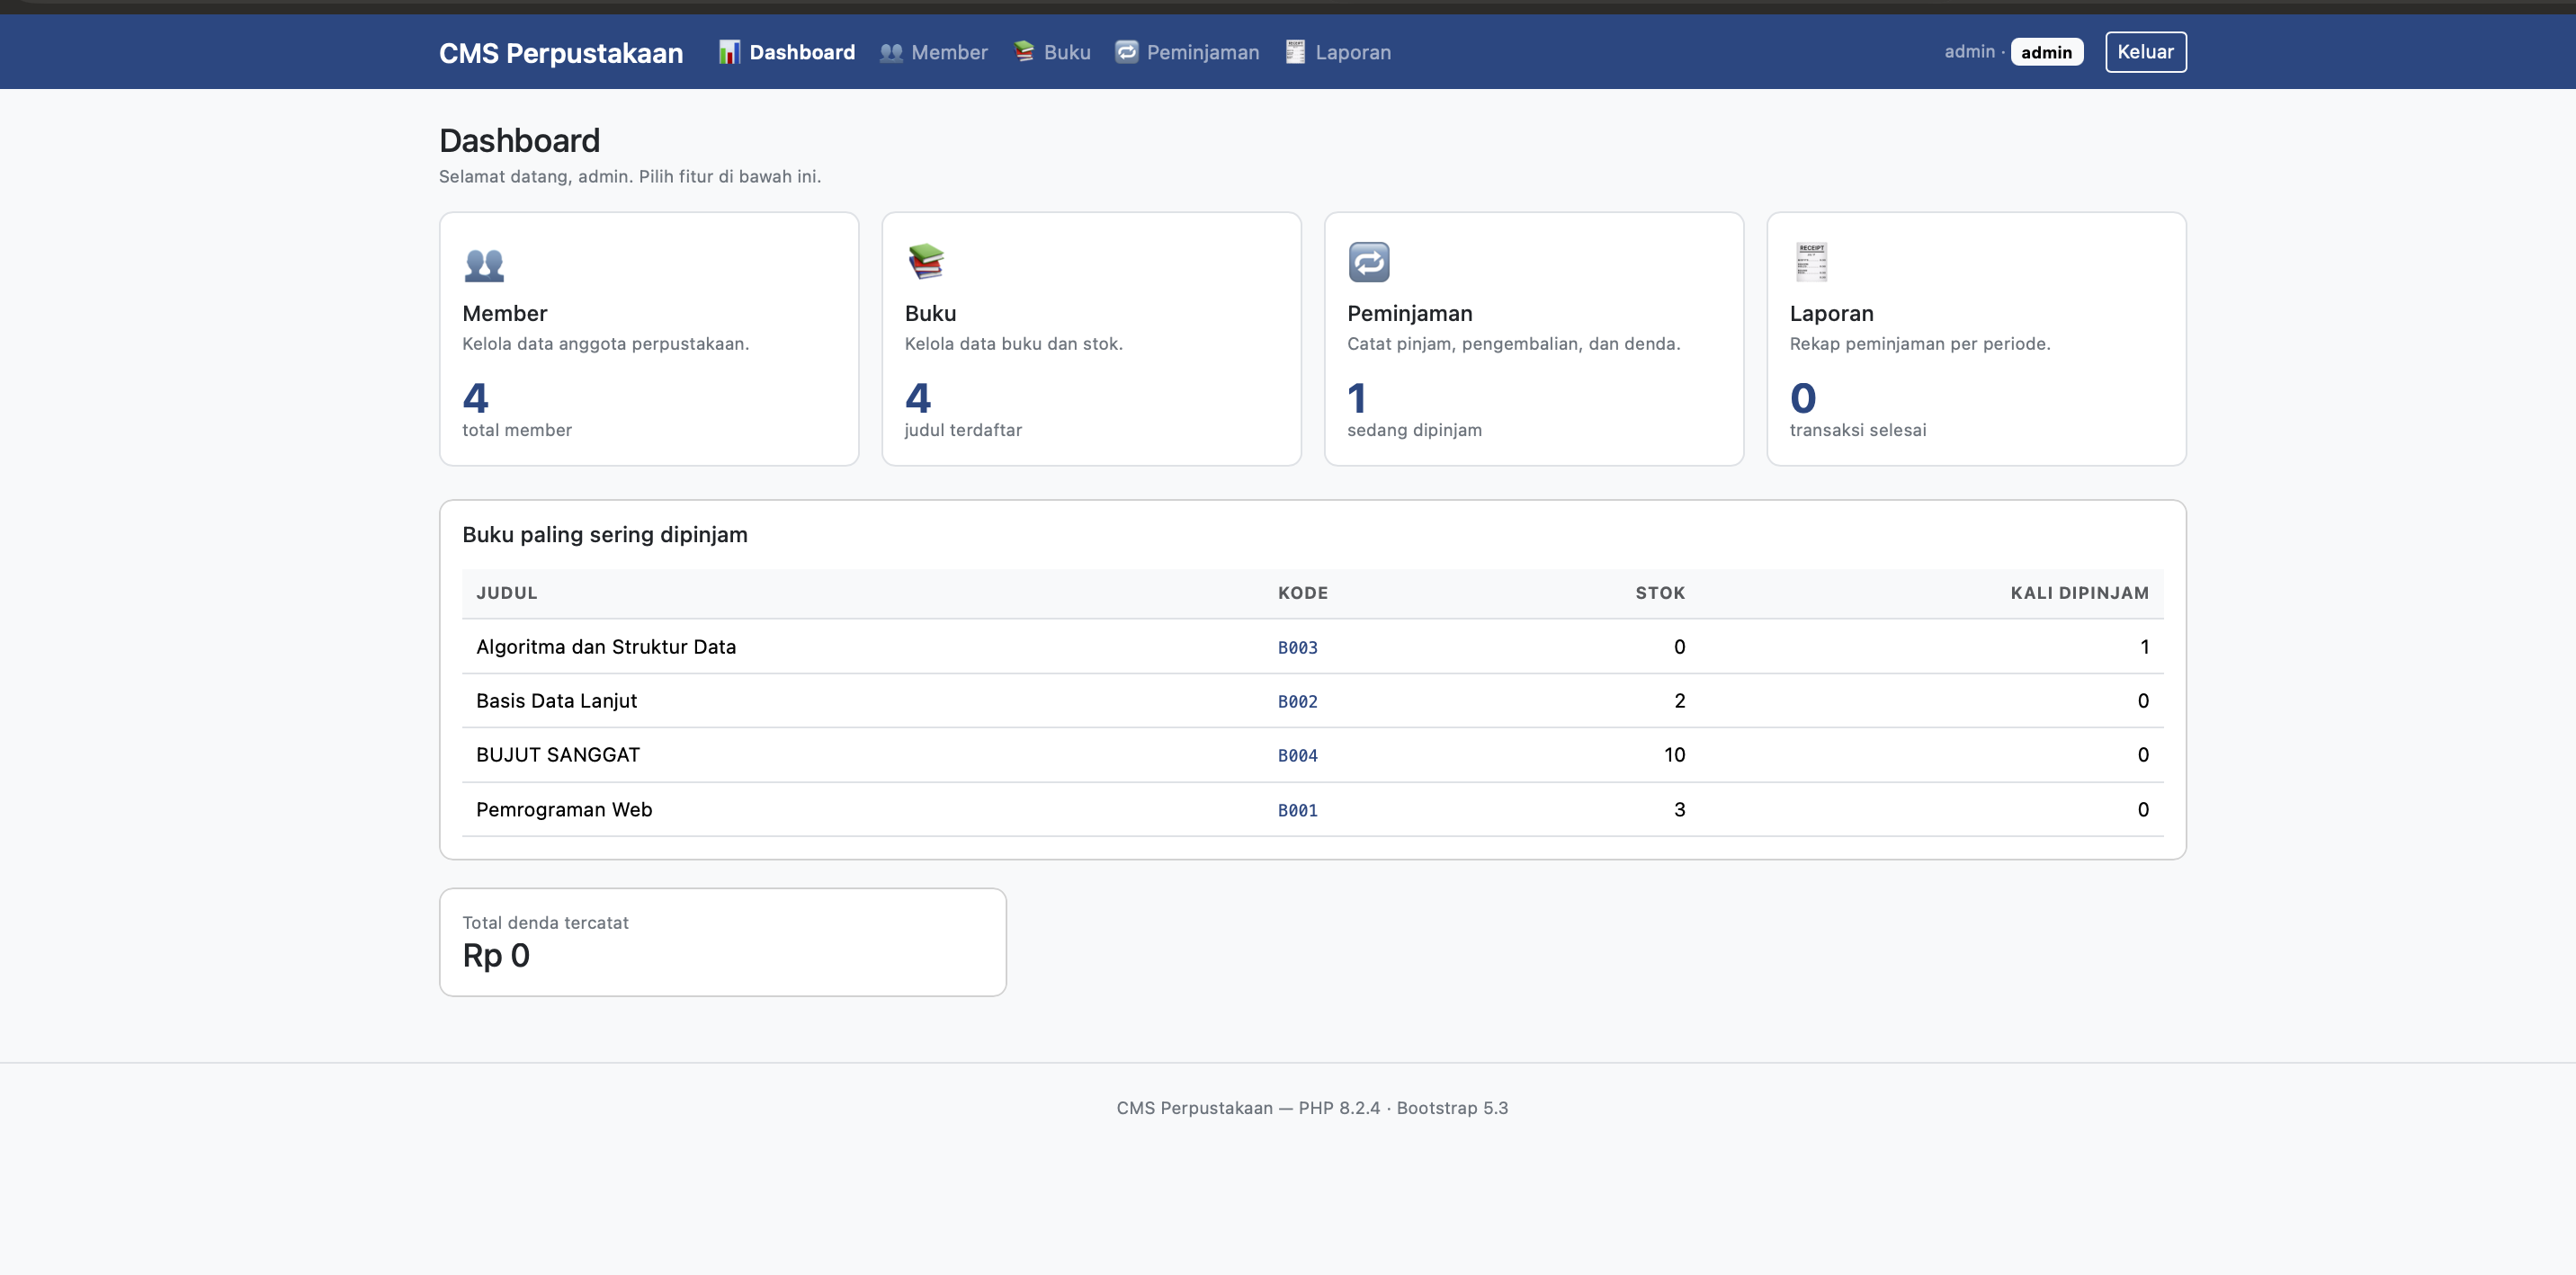 CMS Perpustakaan Dashboard Member Buku Peminjaman Laporan admin · admin Keluar
Dashboard
Selamat datang, admin. Pilih fitur di bawah ini.
Member
Kelola data anggota perpustakaan.
4
total member
Buku
Kelola data buku dan stok.
4
judul terdaftar
Peminjaman
Catat pinjam, pengembalian, dan denda.
1
sedang dipinjam
RECEIPT
Laporan
Rekap peminjaman per periode.
0
transaksi selesai
Buku paling sering dipinjam
JUDUL KODE STOK KALI DIPINJAM
Algoritma dan Struktur Data B003 0 1
Basis Data Lanjut B002 2 0
BUJUT SANGGAT B004 10 0
Pemrograman Web B001 3 0
Total denda tercatat
Rp 0
CMS Perpustakaan — PHP 8.2.4 · Bootstrap 5.3